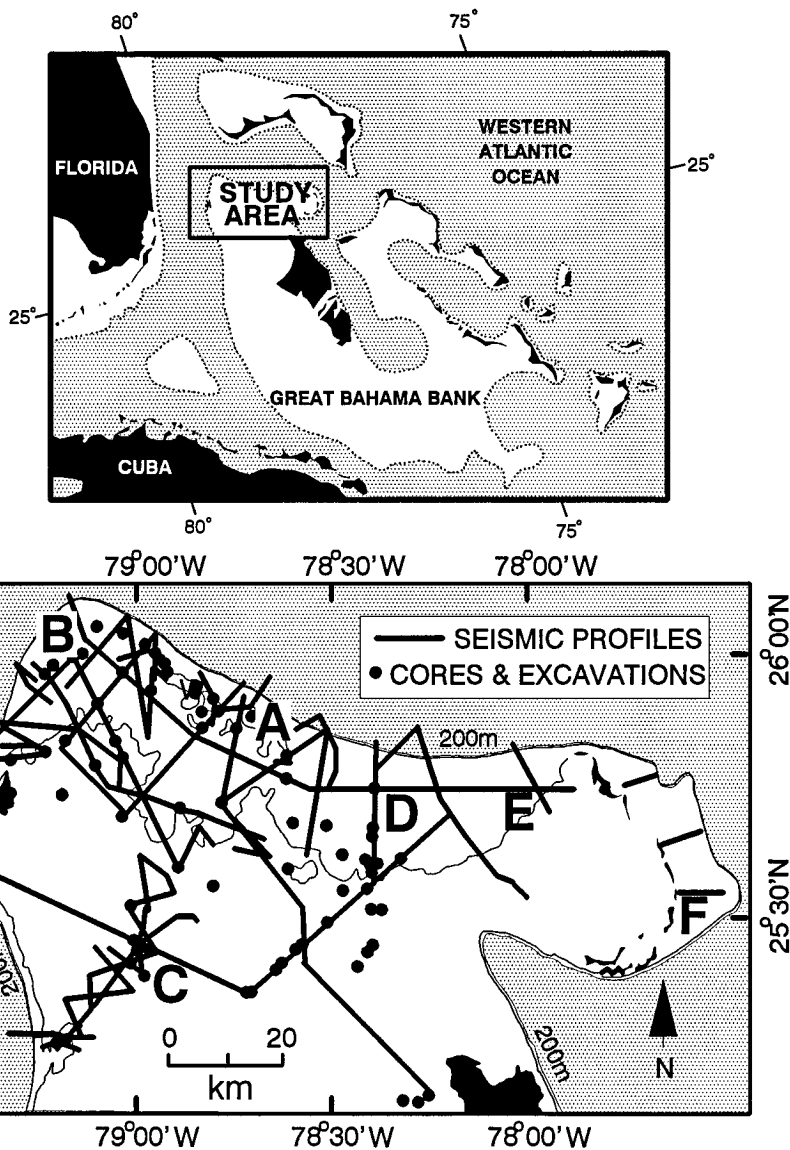 80°
75°
WESTERN
ATLANTIC
OCEAN
FLORIDA
25°
STUDY
AREA
25°
GREAT BAHAMA BANK
CUBA
80°
75°
79°00'W
78°30'W
78°00'W
B
SEISMIC PROFILES
CORES & EXCAVATIONS
26°00'N
A
200m
D
E
F
25°30'N
C
200
0
20
km
N
200m
79°00'W
78°30'W
78°00'W